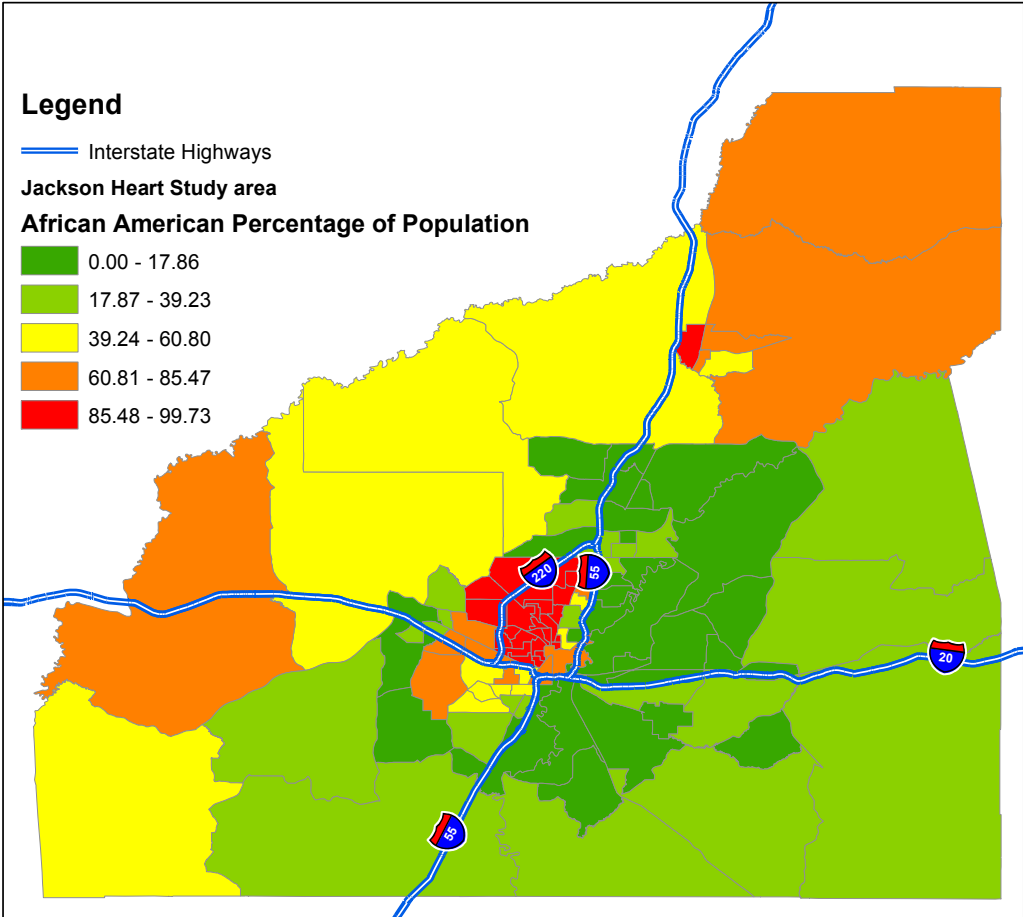 Legend
Interstate Highways
Jackson Heart Study area
African American Percentage of Population
0.00 - 17.86
17.87 - 39.23
39.24 - 60.80
60.81 - 85.47
85.48 - 99.73
220
55
20
55